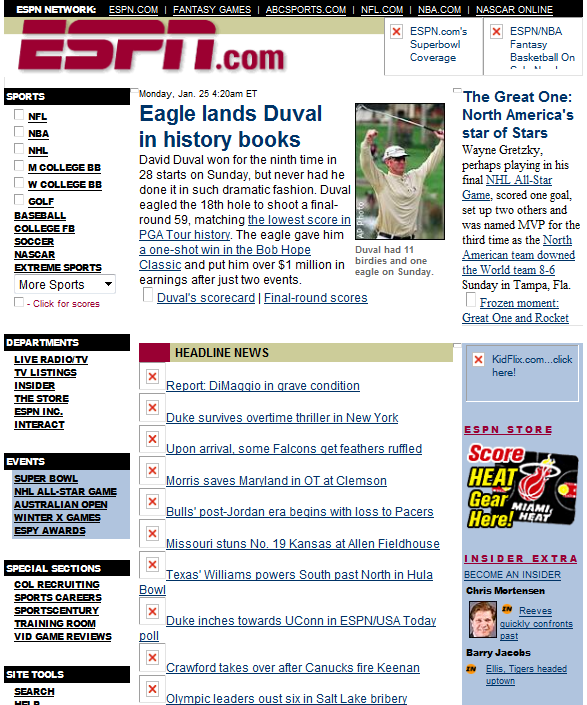 ESPN NETWORK: ESPN.COM | FANTASY GAMES | ABCSPORTS.COM | NFL.COM | NBA.COM | NASCAR ONLINE
ESPN.com
ESPN.com's
Superbowl
Coverage
ESPN/NBA
Fantasy
Basketball On
SPORTS
NFL
NBA
NHL
M COLLEGE BB
W COLLEGE BB
GOLF
BASEBALL
COLLEGE FB
SOCCER
NASCAR
EXTREME SPORTS
More Sports
- Click for scores
DEPARTMENTS
LIVE RADIO/TV
TV LISTINGS
INSIDER
THE STORE
ESPN INC.
INTERACT
EVENTS
SUPER BOWL
NHL ALL-STAR GAME
AUSTRALIAN OPEN
WINTER X GAMES
ESPY AWARDS
SPECIAL SECTIONS
COL RECRUITING
SPORTS CAREERS
SPORTSCENTURY
TRAINING ROOM
VID GAME REVIEWS
SITE TOOLS
SEARCH
HELP
Monday, Jan. 25 4:20am ET
Eagle lands Duval
in history books
David Duval won for the ninth time in
28 starts on Sunday, but never had he
done it in such dramatic fashion. Duval
eagled the 18th hole to shoot a final-
round 59, matching the lowest score in
PGA Tour history. The eagle gave him
a one-shot win in the Bob Hope
Classic and put him over $1 million in
earnings after just two events.
Duval's scorecard | Final-round scores
AP Photo
Duval had 11
birdies and one
eagle on Sunday.
HEADLINE NEWS
Report: DiMaggio in grave condition
Duke survives overtime thriller in New York
Upon arrival, some Falcons get feathers ruffled
Morris saves Maryland in OT at Clemson
Bulls' post-Jordan era begins with loss to Pacers
Missouri stuns No. 19 Kansas at Allen Fieldhouse
Texas' Williams powers South past North in Hula
Bowl
Duke inches towards UConn in ESPN/USA Today
poll
Crawford takes over after Canucks fire Keenan
Olympic leaders oust six in Salt Lake bribery
The Great One:
North America's
star of Stars
Wayne Gretzky,
perhaps playing in his
final NHL All-Star
Game, scored one goal,
set up two others and
was named MVP for the
third time as the North
American team downed
the World team 8-6
Sunday in Tampa, Fla.
Frozen moment:
Great One and Rocket
KidFlix.com...click
here!
ESPN STORE
Score
HEAT
Gear
Here!
MIAMI
HEAT
INSIDER EXTRA
BECOME AN INSIDER
Chris Mortensen
IN Reeves
quickly confronts
past
Barry Jacobs
IN Ellis, Tigers headed
uptown